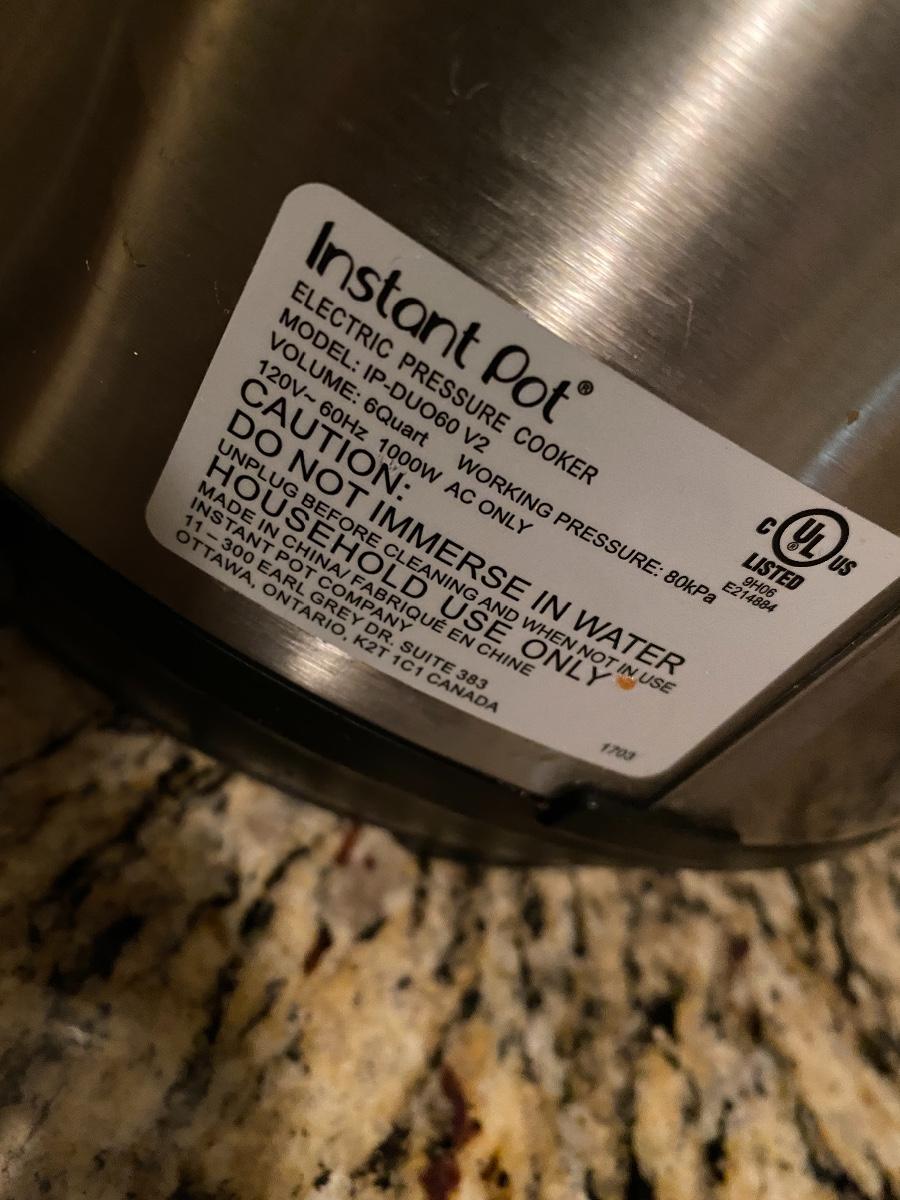 Instant Pot®
ELECTRIC PRESSURE COOKER
MODEL: IP-DUO60 V2
VOLUME: 6Quart WORKING PRESSURE: 80kPa
120V~ 60Hz 1000W AC ONLY
CAUTION:
DO NOT IMMERSE IN WATER
UNPLUG BEFORE CLEANING AND WHEN NOT IN USE
HOUSEHOLD USE ONLY
MADE IN CHINA/ FABRIQUÉ EN CHINE
INSTANT POT COMPANY
11 – 300 EARL GREY DR. SUITE 383
OTTAWA, ONTARIO, K2T 1C1 CANADA
C UL® US
LISTED
9H06
E214884
1703